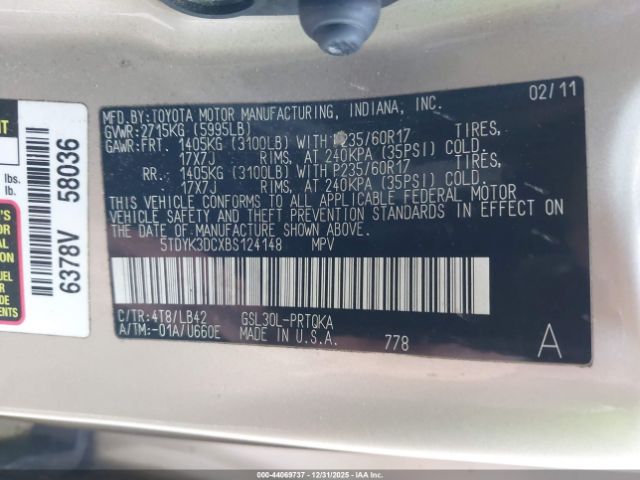 02/11
MFD.BY:TOYOTA MOTOR MANUFACTURING, INDIANA, INC.
GVWR:2715KG (5995LB)
GAWR:FRT. 1405KG (3100LB) WITH P235/60R17 TIRES,
17X7J RIMS, AT 240KPA (35PSI) COLD.
RR. 1405KG (3100LB) WITH P235/60R17 TIRES,
17X7J RIMS, AT 240KPA (35PSI) COLD.
THIS VEHICLE CONFORMS TO ALL APPLICABLE FEDERAL MOTOR
VEHICLE SAFETY AND THEFT PREVENTION STANDARDS IN EFFECT ON
THE DATE OF MANUFACTURE SHOWN ABOVE.
5TDYK3DCXBS124148 MPV
C/TR:4T8/LB42 GSL30L-PRTQKA
A/TM:-01A/U660E MADE IN U.S.A. 778 A
lbs.
lb.
6378V 58036
GSO-44069737 - 12/31/2025 - COPART IAA